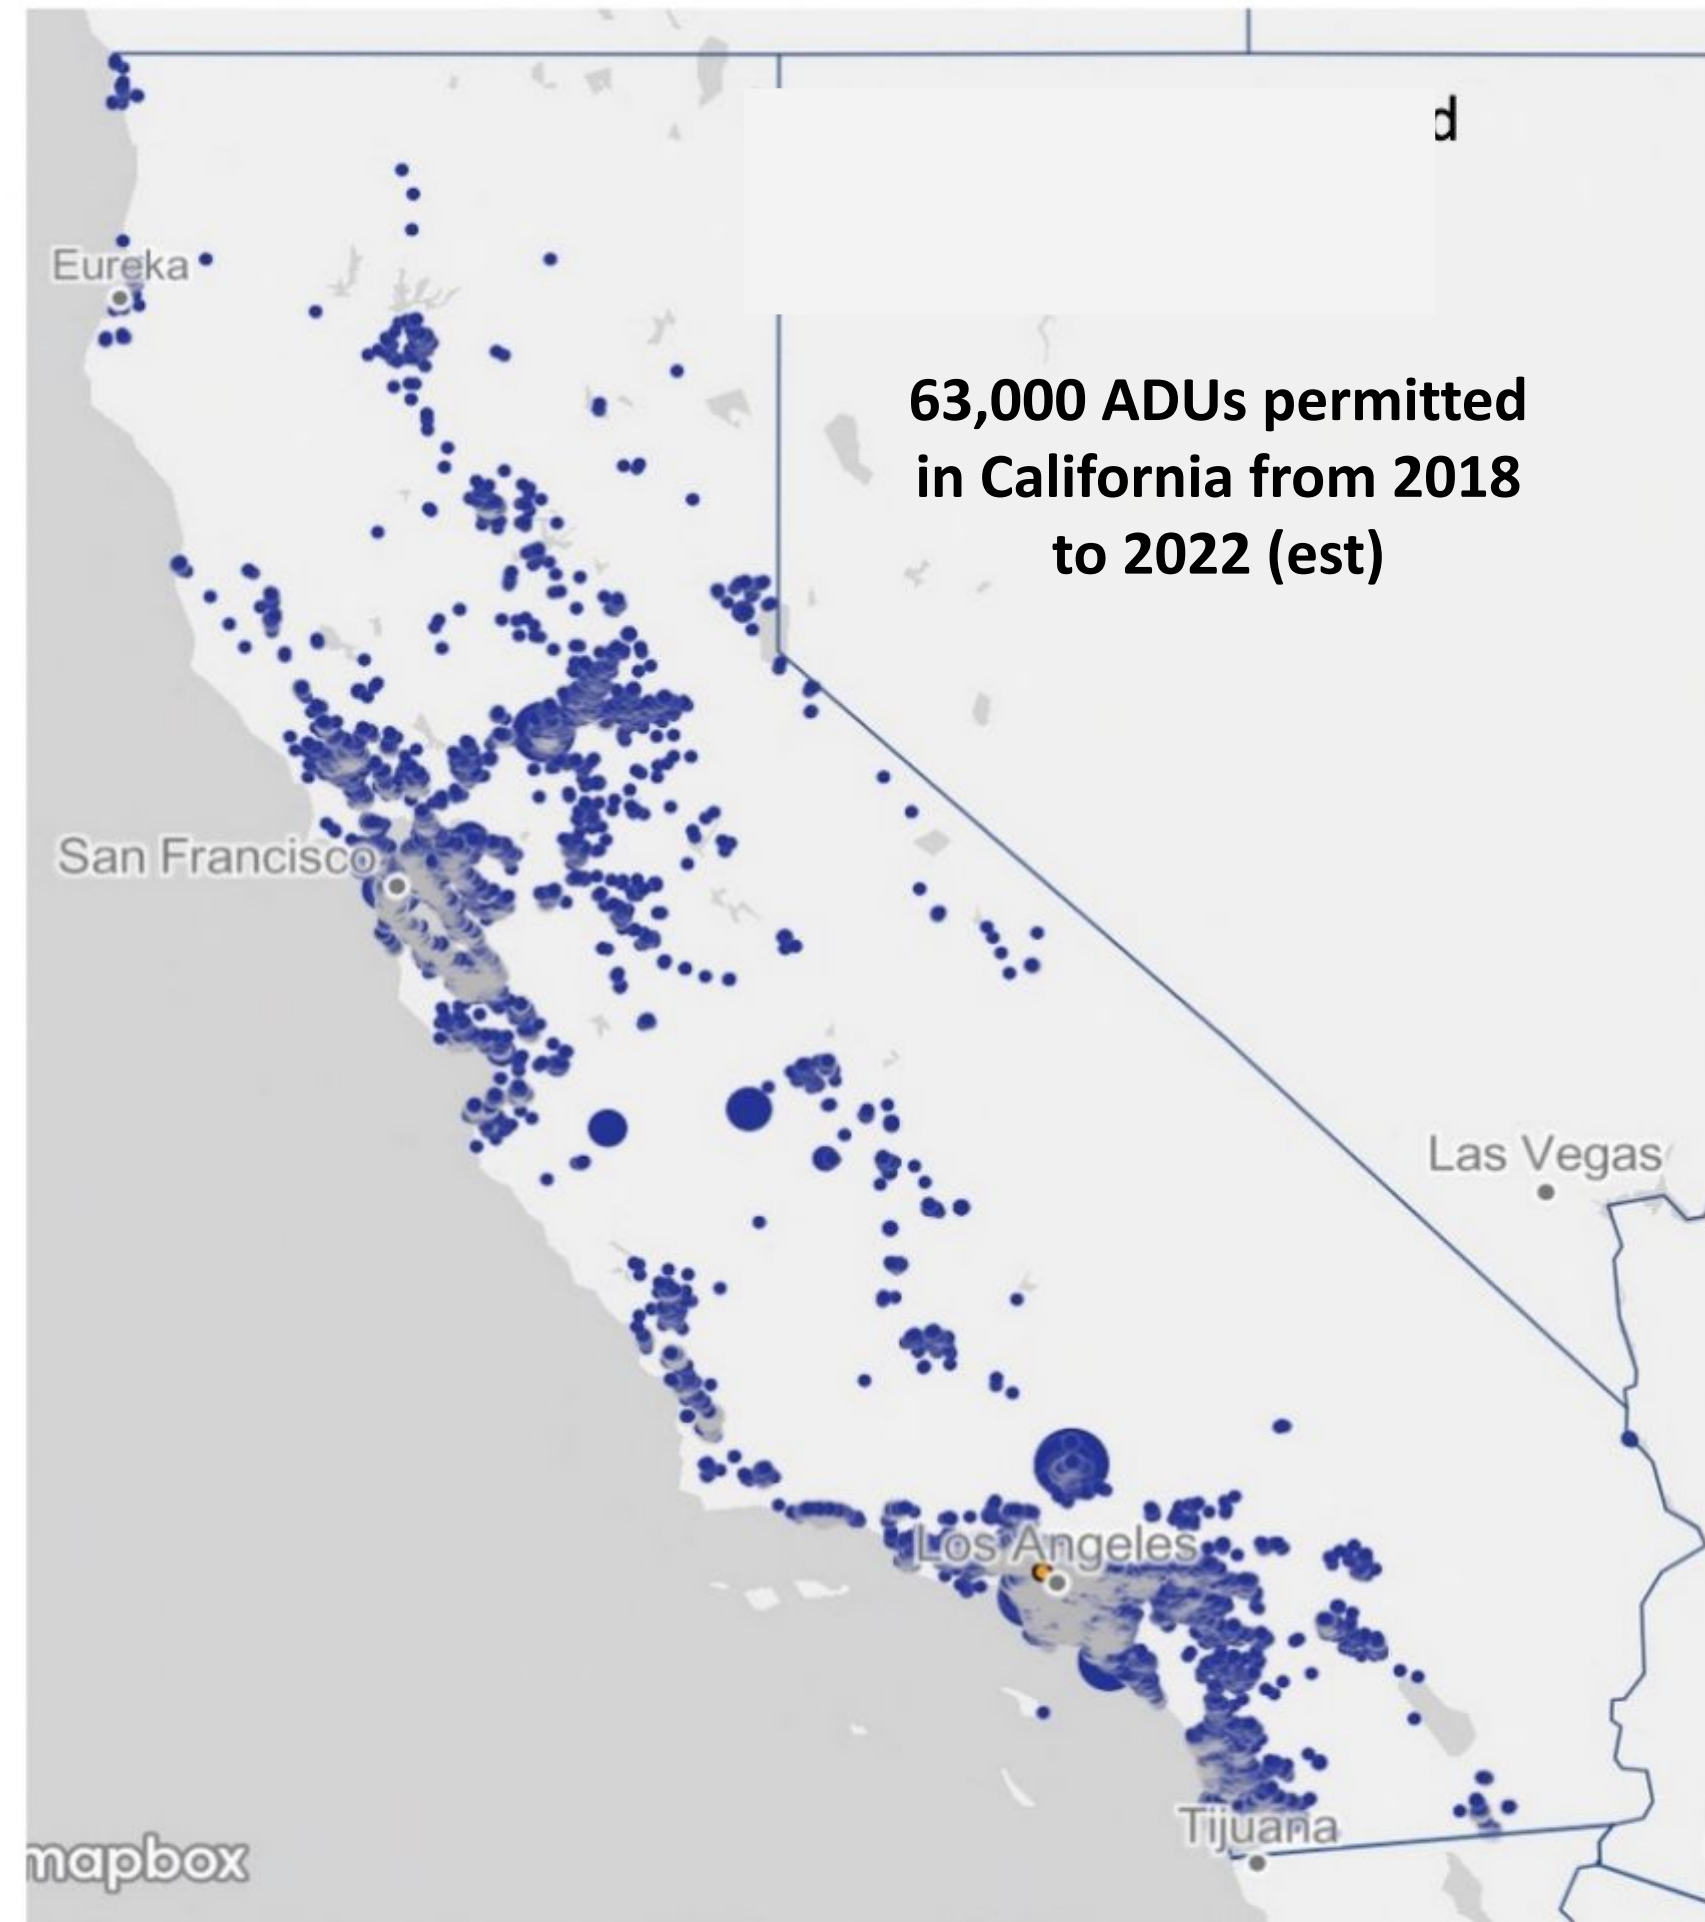 d
Eureka
63,000 ADUs permitted
in California from 2018
to 2022 (est)
San Francisco
Las Vegas
Los Angeles
Tijuana
mapbox